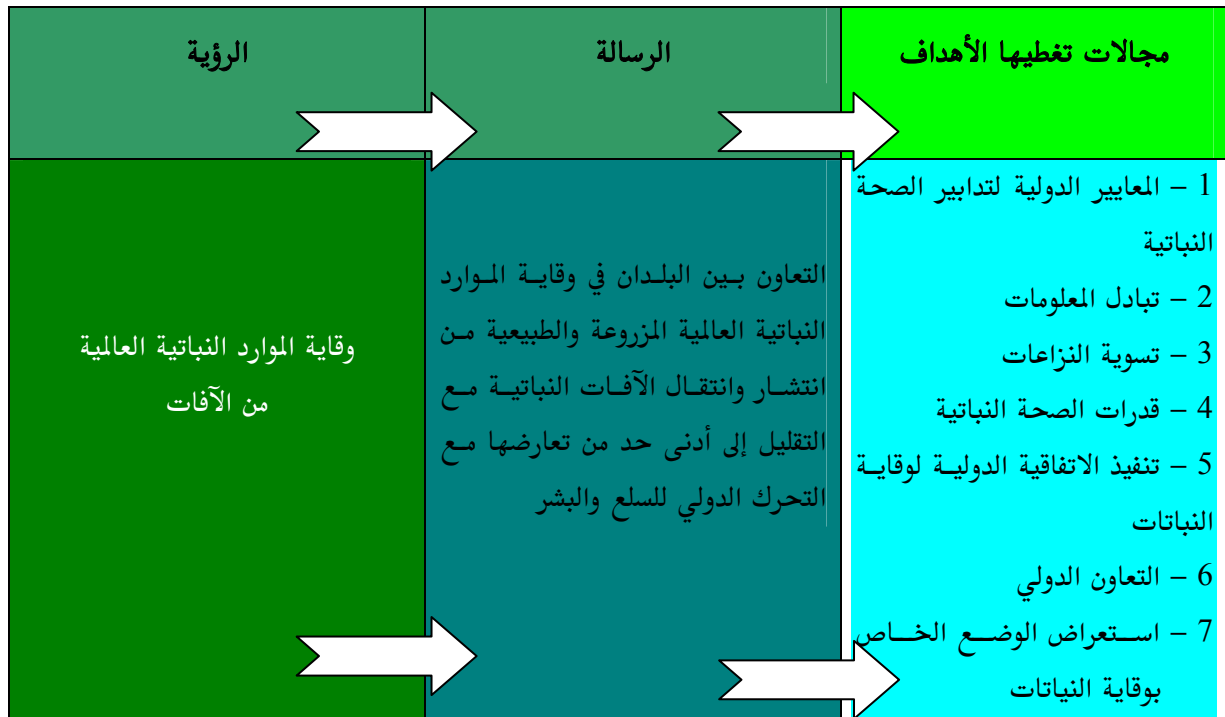 الرؤية
الرسالة
مجالات تغطيها الأهداف
وقاية الموارد النباتية العالمية
من الآفات
التعاون بين البلدان في وقاية الموارد
النباتية العالمية المزروعة والطبيعية من
انتشار وانتقال الآفات النباتية مع
التقليل إلى أدنى حد من تعارضها مع
التحرك الدولي للسلع والبشر
1 – المعايير الدولية لتدابير الصحة
النباتية
2 – تبادل المعلومات
3 – تسوية النزاعات
4 – قدرات الصحة النباتية
5 – تنفيذ الاتفاقية الدولية لوقاية
النباتات
6 – التعاون الدولي
7 – استعراض الوضع الخاص
بوقاية النياتات